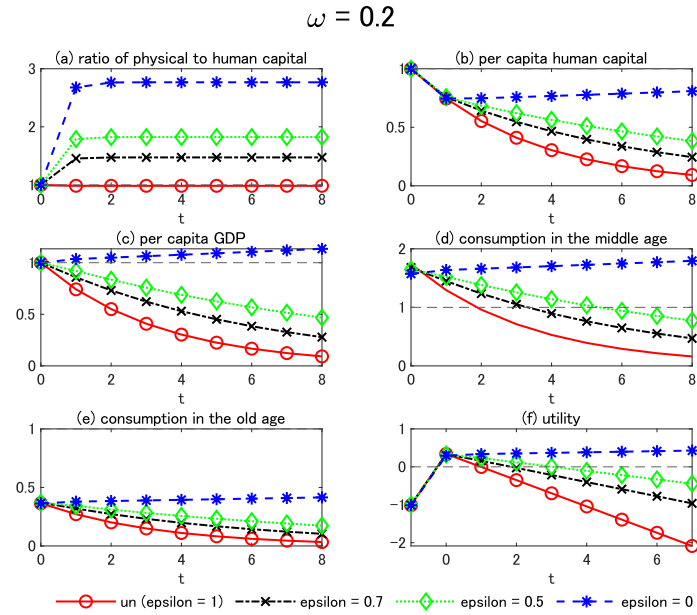 ω = 0.2
(a) ratio of physical to human capital
(b) per capita human capital
3
2
1
0 2 4 6 8
t
1
0.5
0
0 2 4 6 8
t
(c) per capita GDP
(d) consumption in the middle age
1
0.5
0
0 2 4 6 8
t
2
1
0
0 2 4 6 8
t
(e) consumption in the old age
(f) utility
1
0.5
0
0 2 4 6 8
t
1
0
−1
−2
0 2 4 6
t
un (epsilon = 1) epsilon = 0.7 epsilon = 0.5 epsilon = 0